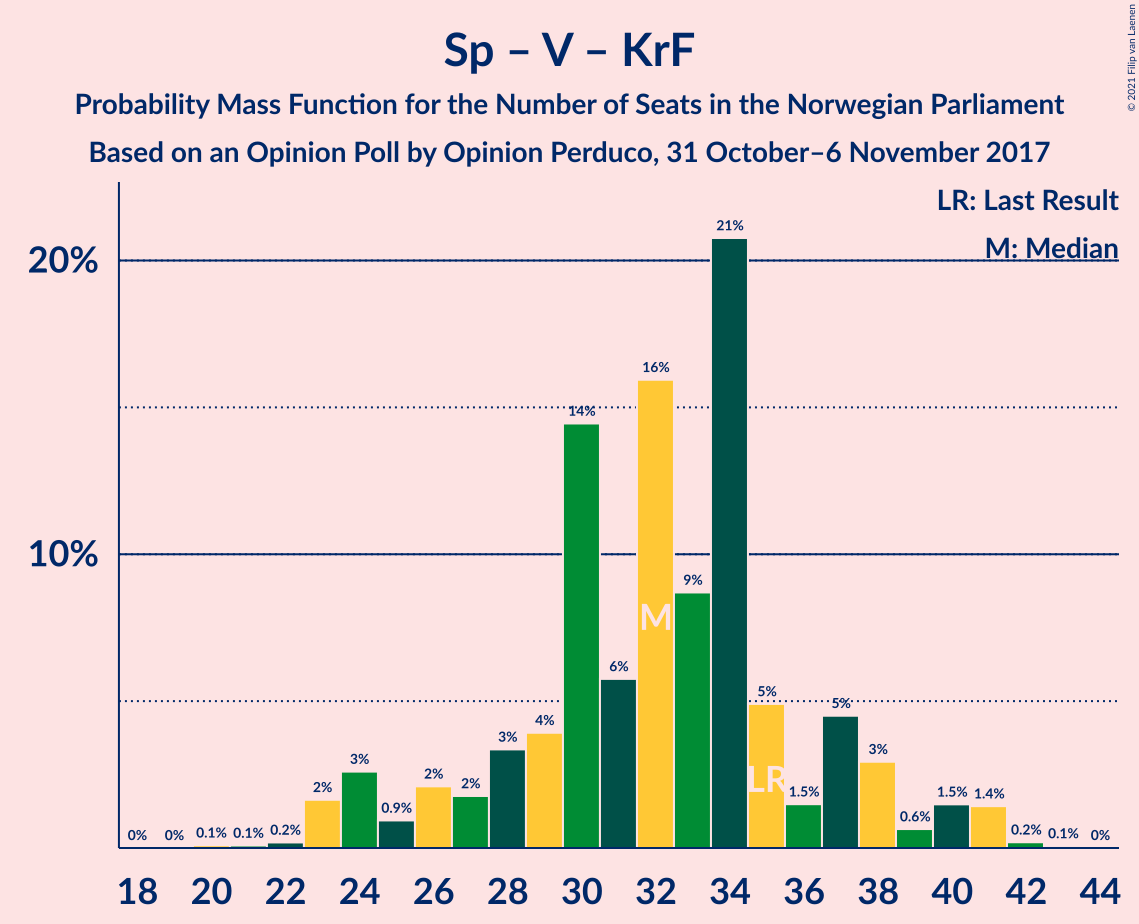 Sp – V – KrF
Probability Mass Function for the Number of Seats in the Norwegian Parliament
Based on an Opinion Poll by Opinion Perduco, 31 October–6 November 2017
© 2021 Filip van Laenen
LR: Last Result
M: Median
20%
10%
0% 0% 0.1% 0.1% 0.2% 2% 3% 0.9% 2% 2% 3% 4% 14% 6% 16% 9% 21% 5% 1.5% 5% 3% 0.6% 1.5% 1.4% 0.2% 0.1% 0%
M
LR
18 20 22 24 26 28 30 32 34 36 38 40 42 44